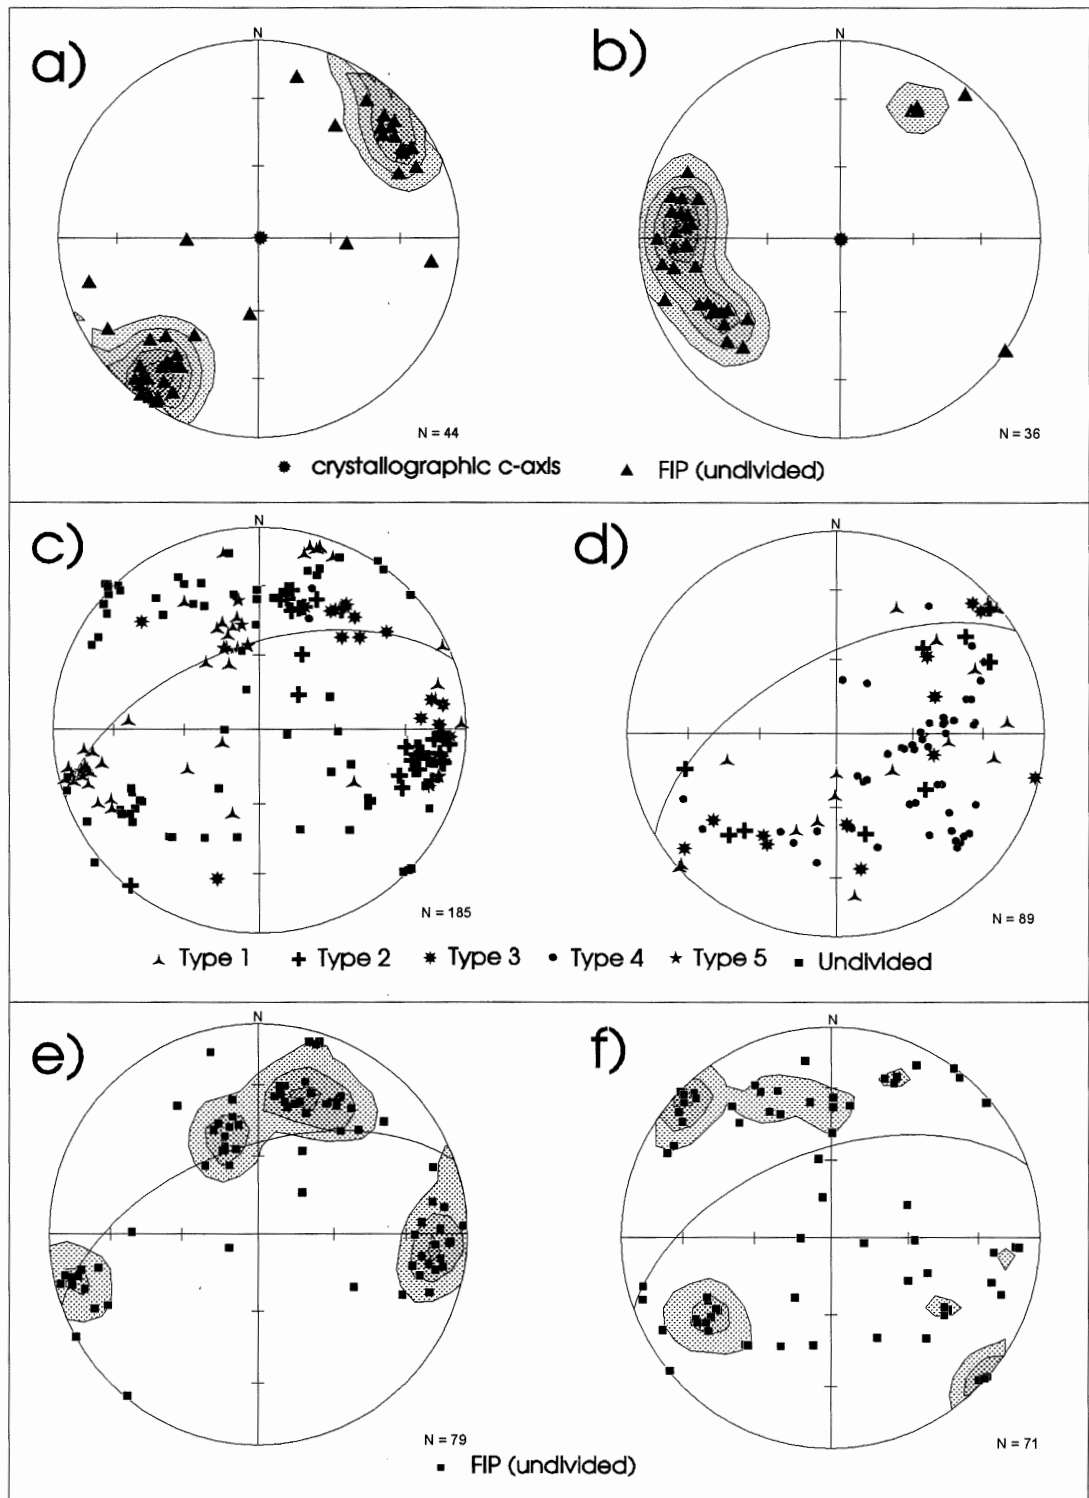 a)
N
N = 44
b)
N
N = 36
crystallographic c-axis
FIP (undivided)
c)
N
N = 185
d)
N
N = 89
Type 1
Type 2
Type 3
Type 4
Type 5
Undivided
e)
N
N = 79
f)
N
N = 71
FIP (undivided)